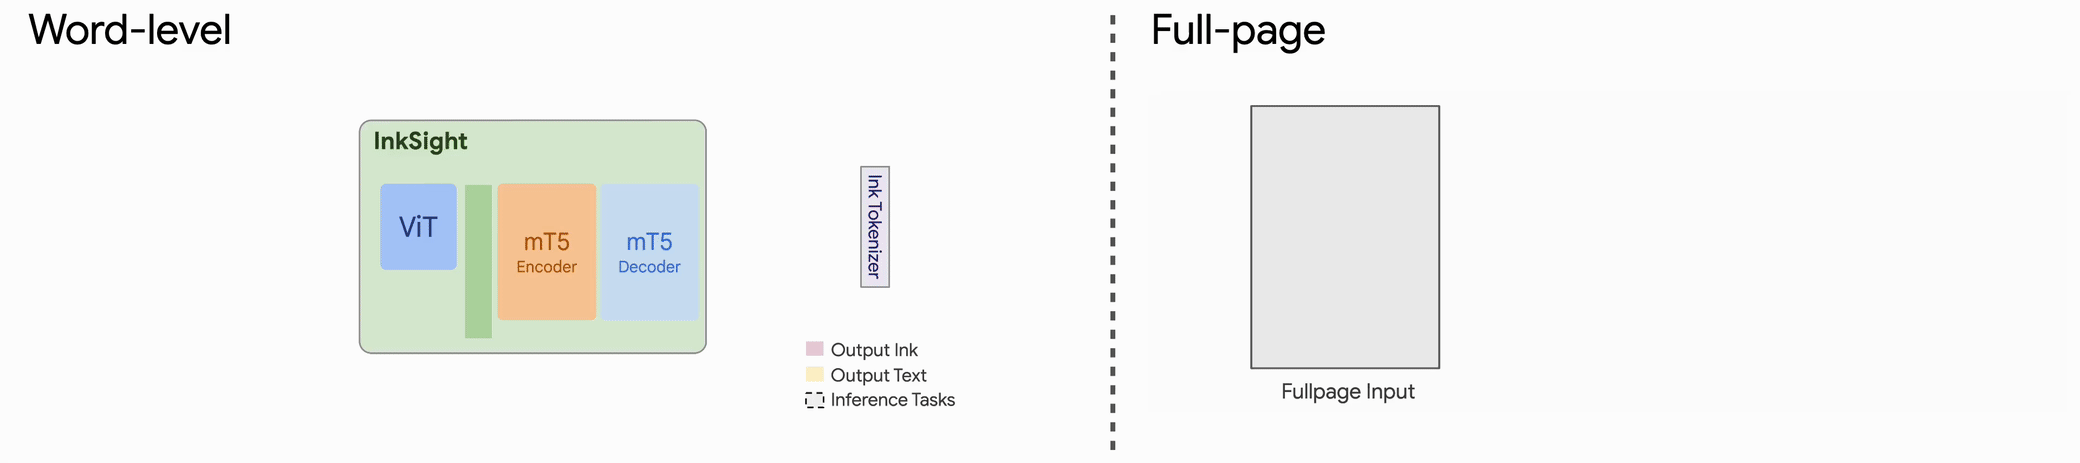 Word-level
InkSight
ViT
mT5
Encoder
mT5
Decoder
Ink Tokenizer
Output Ink
Output Text
Inference Tasks
Full-page
Fullpage Input